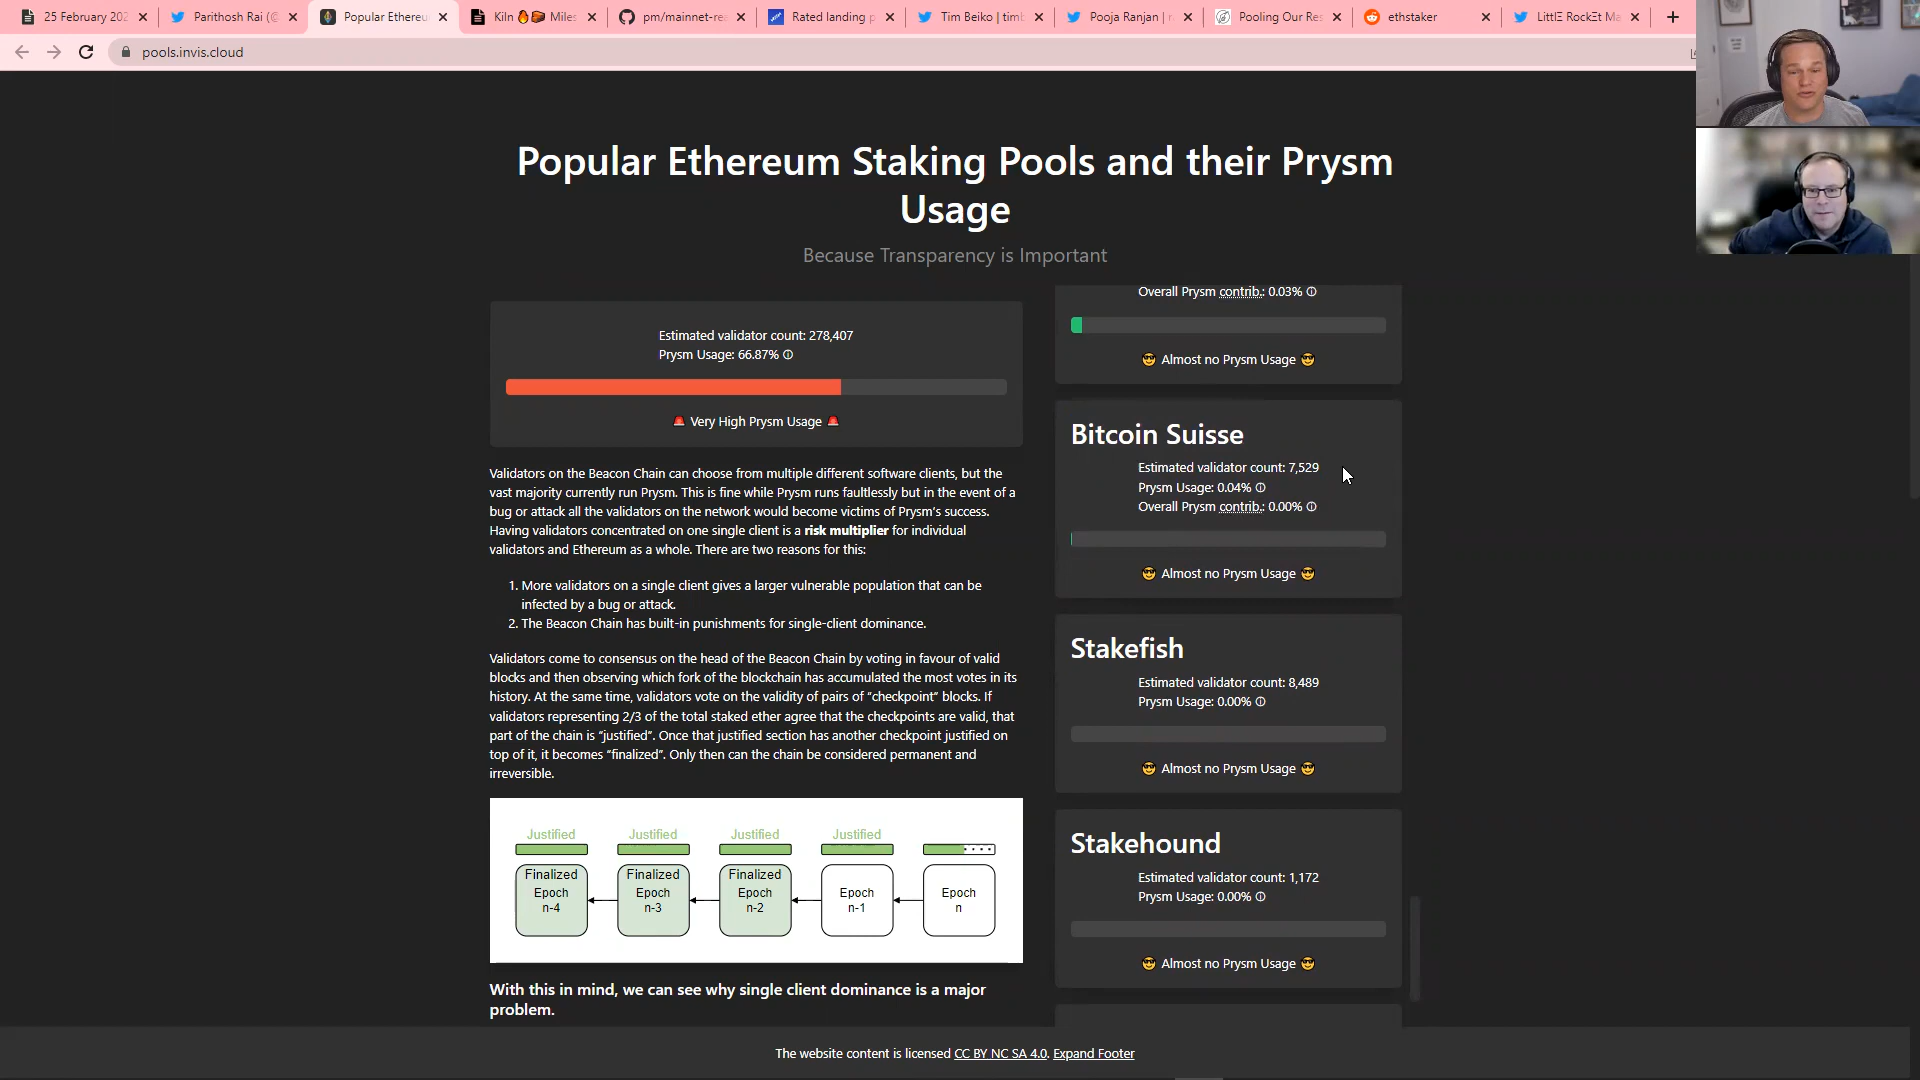 25 February 202
Parithosh Rai (@
Popular Ethereu
Kiln 🔥🧱 Miles
pm/mainnet-rea
Rated landing p
Tim Beiko | timb
Pooja Ranjan |
Pooling Our Res
ethstaker
LittlΞ RockΞt Ma
pools.invis.cloud
Popular Ethereum Staking Pools and their Prysm
Usage
Because Transparency is Important
Estimated validator count: 278,407
Prysm Usage: 66.87% ⓘ
🚨 Very High Prysm Usage 🚨
Validators on the Beacon Chain can choose from multiple different software clients, but the
vast majority currently run Prysm. This is fine while Prysm runs faultlessly but in the event of a
bug or attack all the validators on the network would become victims of Prysm's success.
Having validators concentrated on one single client is a risk multiplier for individual
validators and Ethereum as a whole. There are two reasons for this:
1. More validators on a single client gives a larger vulnerable population that can be
infected by a bug or attack.
2. The Beacon Chain has built-in punishments for single-client dominance.
Validators come to consensus on the head of the Beacon Chain by voting in favour of valid
blocks and then observing which fork of the blockchain has accumulated the most votes in its
history. At the same time, validators vote on the validity of pairs of "checkpoint" blocks. If
validators representing 2/3 of the total staked ether agree that the checkpoints are valid, that
part of the chain is "justified". Once that justified section has another checkpoint justified on
top of it, it becomes "finalized". Only then can the chain be considered permanent and
irreversible.
Justified Justified Justified Justified
Finalized Finalized Finalized
Epoch Epoch Epoch Epoch Epoch
n-4 n-3 n-2 n-1 n
With this in mind, we can see why single client dominance is a major
problem.
Overall Prysm contrib.: 0.03% ⓘ
😎 Almost no Prysm Usage 😎
Bitcoin Suisse
Estimated validator count: 7,529
Prysm Usage: 0.04% ⓘ
Overall Prysm contrib.: 0.00% ⓘ
😎 Almost no Prysm Usage 😎
Stakefish
Estimated validator count: 8,489
Prysm Usage: 0.00% ⓘ
😎 Almost no Prysm Usage 😎
Stakehound
Estimated validator count: 1,172
Prysm Usage: 0.00% ⓘ
😎 Almost no Prysm Usage 😎
The website content is licensed CC BY NC SA 4.0. Expand Footer